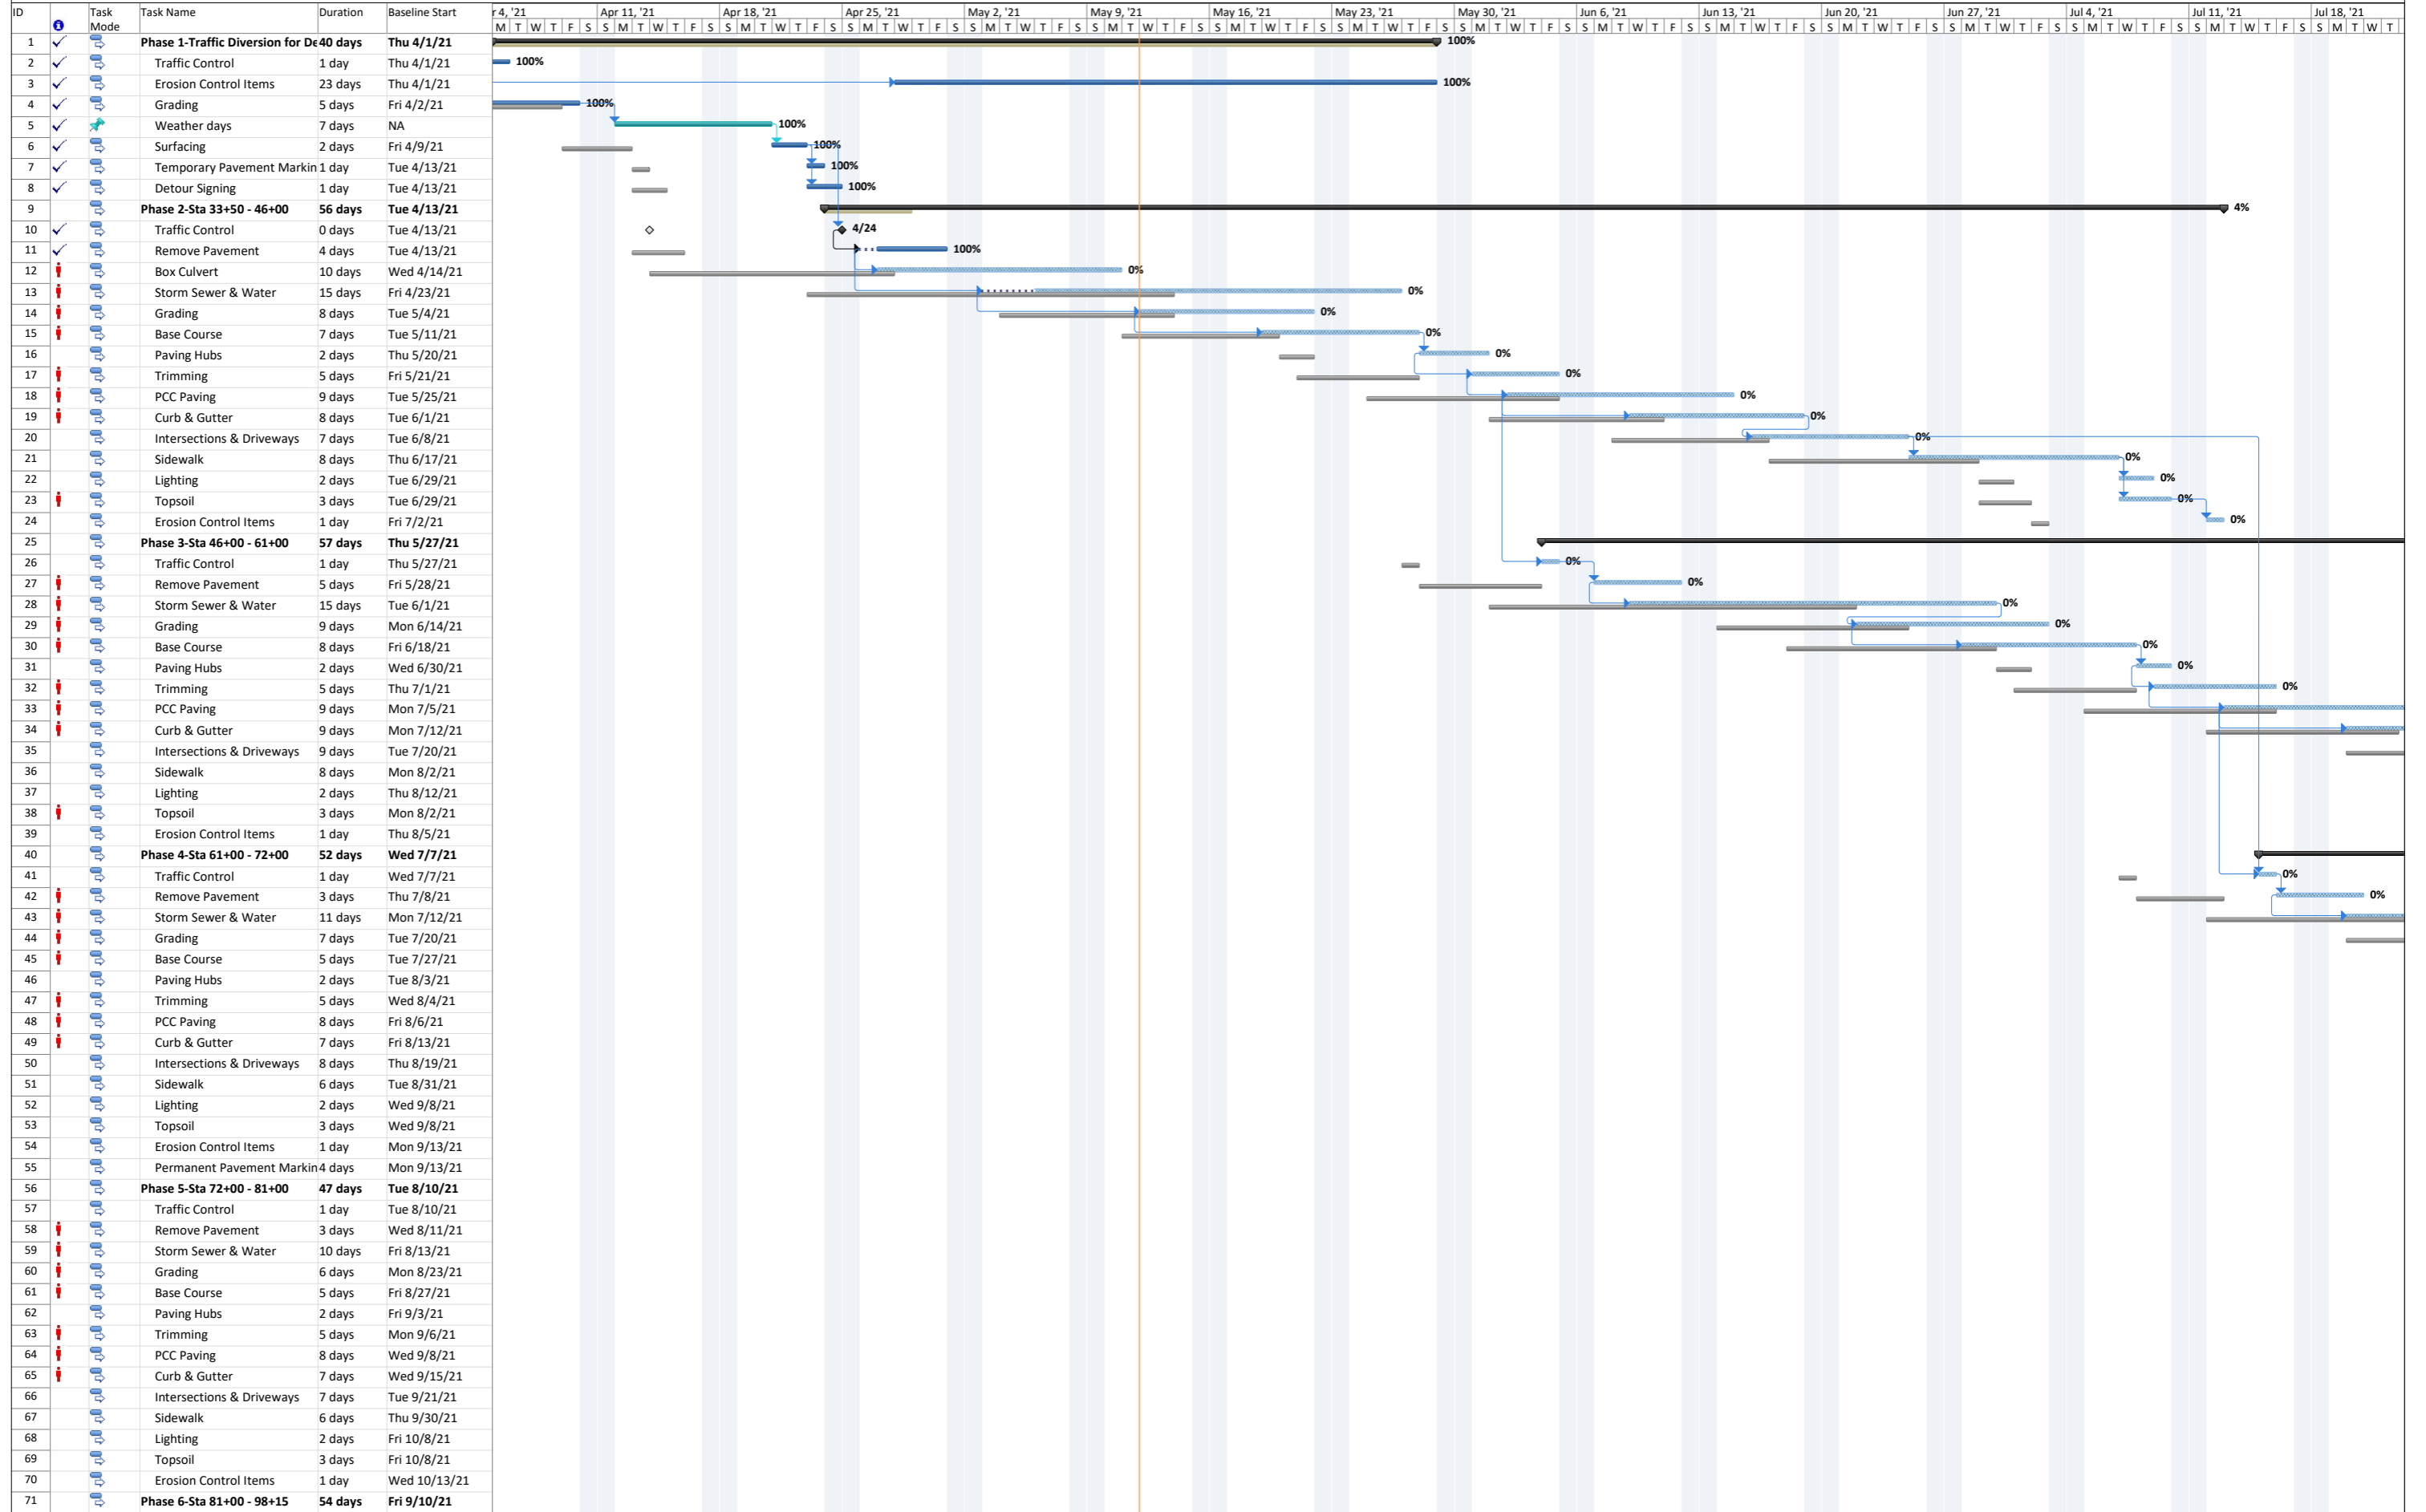 ID Task Mode Task Name Duration Baseline Start
r 4, '21 Apr 11, '21 Apr 18, '21 Apr 25, '21 May 2, '21 May 9, '21 May 16, '21 May 23, '21 May 30, '21 Jun 6, '21 Jun 13, '21 Jun 20, '21 Jun 27, '21 Jul 4, '21 Jul 11, '21 Jul 18, '21
M T W T F S S M T W T F S S M T W T F S S M T W T F S S M T W T F S S M T W T F S S M T W T F S S M T W T F S S M T W T F S S M T W T F S S M T W T F S S M T W T F S S M T W T F S S M T W T F S S M T W T F S S M T W T
1 Phase 1-Traffic Diversion for De 40 days Thu 4/1/21 100%
2 Traffic Control 1 day Thu 4/1/21 100%
3 Erosion Control Items 23 days Thu 4/1/21 100%
4 Grading 5 days Fri 4/2/21 100%
5 Weather days 7 days NA 100%
6 Surfacing 2 days Fri 4/9/21 100%
7 Temporary Pavement Markin 1 day Tue 4/13/21 100%
8 Detour Signing 1 day Tue 4/13/21 100%
9 Phase 2-Sta 33+50 - 46+00 56 days Tue 4/13/21 4%
10 Traffic Control 0 days Tue 4/13/21 4/24
11 Remove Pavement 4 days Tue 4/13/21 100%
12 Box Culvert 10 days Wed 4/14/21 0%
13 Storm Sewer & Water 15 days Fri 4/23/21 0%
14 Grading 8 days Tue 5/4/21 0%
15 Base Course 7 days Tue 5/11/21 0%
16 Paving Hubs 2 days Thu 5/20/21 0%
17 Trimming 5 days Fri 5/21/21 0%
18 PCC Paving 9 days Tue 5/25/21 0%
19 Curb & Gutter 8 days Tue 6/1/21 0%
20 Intersections & Driveways 7 days Tue 6/8/21 0%
21 Sidewalk 8 days Thu 6/17/21 0%
22 Lighting 2 days Tue 6/29/21 0%
23 Topsoil 3 days Tue 6/29/21 0%
24 Erosion Control Items 1 day Fri 7/2/21 0%
25 Phase 3-Sta 46+00 - 61+00 57 days Thu 5/27/21
26 Traffic Control 1 day Thu 5/27/21 0%
27 Remove Pavement 5 days Fri 5/28/21 0%
28 Storm Sewer & Water 15 days Tue 6/1/21 0%
29 Grading 9 days Mon 6/14/21 0%
30 Base Course 8 days Fri 6/18/21 0%
31 Paving Hubs 2 days Wed 6/30/21 0%
32 Trimming 5 days Thu 7/1/21 0%
33 PCC Paving 9 days Mon 7/5/21
34 Curb & Gutter 9 days Mon 7/12/21
35 Intersections & Driveways 9 days Tue 7/20/21
36 Sidewalk 8 days Mon 8/2/21
37 Lighting 2 days Thu 8/12/21
38 Topsoil 3 days Mon 8/2/21
39 Erosion Control Items 1 day Thu 8/5/21
40 Phase 4-Sta 61+00 - 72+00 52 days Wed 7/7/21
41 Traffic Control 1 day Wed 7/7/21 0%
42 Remove Pavement 3 days Thu 7/8/21 0%
43 Storm Sewer & Water 11 days Mon 7/12/21
44 Grading 7 days Tue 7/20/21
45 Base Course 5 days Tue 7/27/21
46 Paving Hubs 2 days Tue 8/3/21
47 Trimming 5 days Wed 8/4/21
48 PCC Paving 8 days Fri 8/6/21
49 Curb & Gutter 7 days Fri 8/13/21
50 Intersections & Driveways 8 days Thu 8/19/21
51 Sidewalk 6 days Tue 8/31/21
52 Lighting 2 days Wed 9/8/21
53 Topsoil 3 days Wed 9/8/21
54 Erosion Control Items 1 day Mon 9/13/21
55 Permanent Pavement Markin 4 days Mon 9/13/21
56 Phase 5-Sta 72+00 - 81+00 47 days Tue 8/10/21
57 Traffic Control 1 day Tue 8/10/21
58 Remove Pavement 3 days Wed 8/11/21
59 Storm Sewer & Water 10 days Fri 8/13/21
60 Grading 6 days Mon 8/23/21
61 Base Course 5 days Fri 8/27/21
62 Paving Hubs 2 days Fri 9/3/21
63 Trimming 5 days Mon 9/6/21
64 PCC Paving 8 days Wed 9/8/21
65 Curb & Gutter 7 days Wed 9/15/21
66 Intersections & Driveways 7 days Tue 9/21/21
67 Sidewalk 6 days Thu 9/30/21
68 Lighting 2 days Fri 10/8/21
69 Topsoil 3 days Fri 10/8/21
70 Erosion Control Items 1 day Wed 10/13/21
71 Phase 6-Sta 81+00 - 98+15 54 days Fri 9/10/21